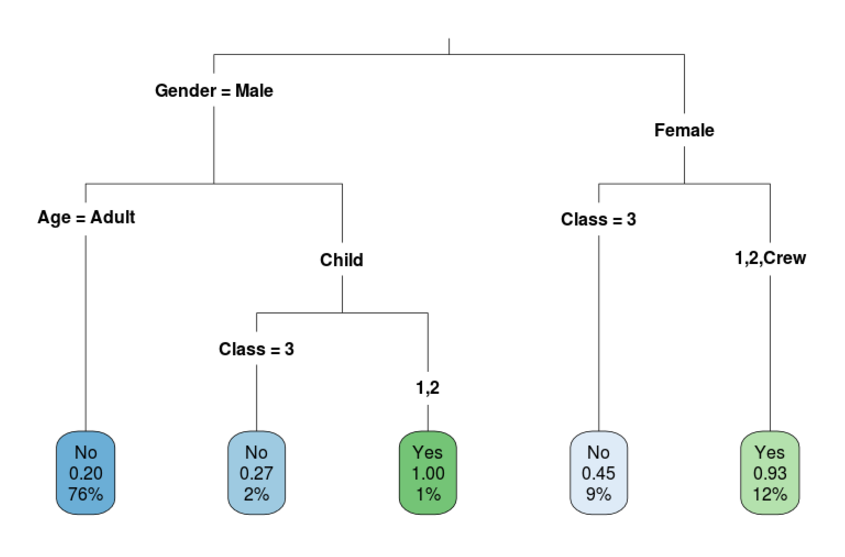 Gender = Male
Female
Age = Adult
Class = 3
Child
1,2,Crew
Class = 3
1,2
No
0.20
76%
No
0.27
2%
Yes
1.00
1%
No
0.45
9%
Yes
0.93
12%